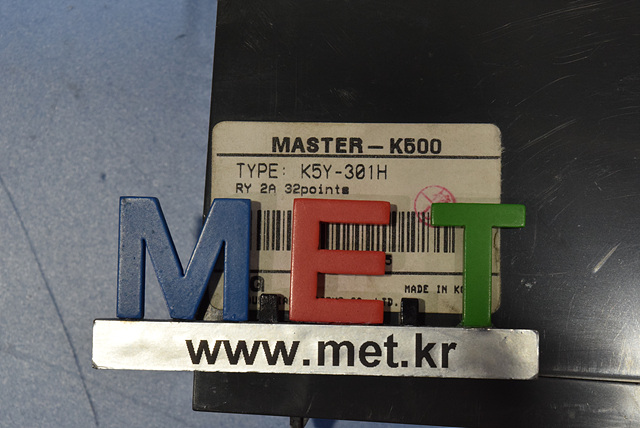 MASTER-K500
TYPE: K5Y-301H
RY 2A 32points
MET
MADE IN
www.met.kr